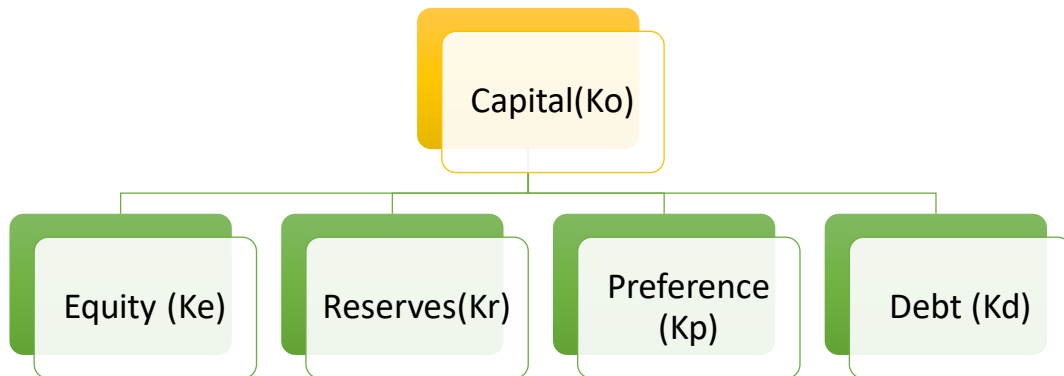 Capital(Ko)
Equity (Ke)
Reserves(Kr)
Preference
(Kp)
Debt (Kd)